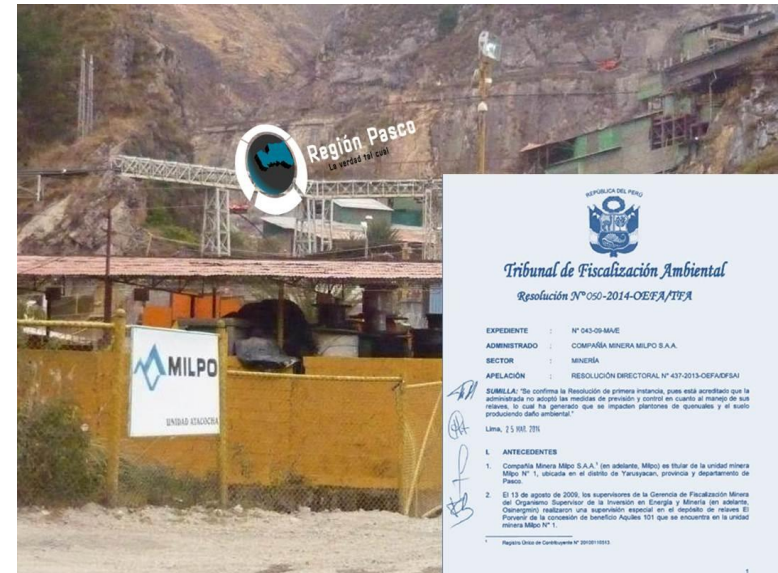 Región Pasco
La verdad tal cual
MILPO
UNIDAD ATACOCHA
REPÚBLICA DEL PERÚ
Tribunal de Fiscalización Ambiental
Resolución N° 050-2014-OEFA/TFA
EXPEDIENTE : N° 043-09-MA/E
ADMINISTRADO : COMPAÑÍA MINERA MILPO S.A.A.
SECTOR : MINERÍA
APELACIÓN : RESOLUCIÓN DIRECTORAL N° 437-2013-OEFA/DFSAI
SUMILLA: "Se confirma la Resolución de primera instancia, pues está acreditado que la
administrada no adoptó las medidas de previsión y control en cuanto al manejo de sus
relaves, lo cual ha generado que se impacten plantones de quenuales y el suelo
produciendo daño ambiental."
Lima, 25 MAR. 2014
I. ANTECEDENTES
1. Compañía Minera Milpo S.A.A.¹ (en adelante, Milpo) es titular de la unidad minera
Milpo N° 1, ubicada en el distrito de Yarusyacan, provincia y departamento de
Pasco.
2. El 13 de agosto de 2009, los supervisores de la Gerencia de Fiscalización Minera
del Organismo Supervisor de la Inversión en Energía y Minería (en adelante,
Osinergmin) realizaron una supervisión especial en el depósito de relaves El
Porvenir de la concesión de beneficio Aquiles 101 que se encuentra en la unidad
minera Milpo N° 1.
¹ Registro Único de Contribuyente N°
1